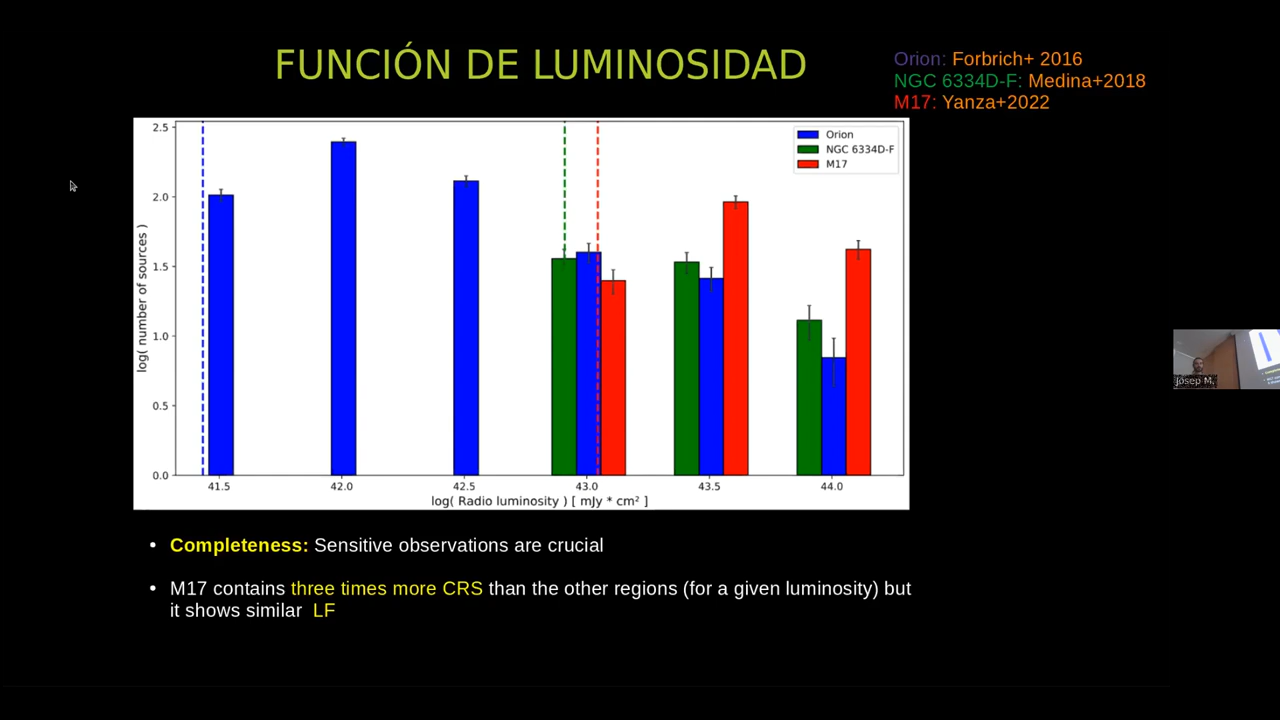 FUNCIÓN DE LUMINOSIDAD
Orion: Forbrich+ 2016
NGC 6334D-F: Medina+2018
M17: Yanza+2022
Orion
NGC 6334D-F
M17
log( number of sources )
2.5
2.0
1.5
1.0
0.5
0.0
41.5 42.0 42.5 43.0 43.5 44.0
log( Radio luminosity ) [ mJy * cm² ]
Josep M.
• Completeness: Sensitive observations are crucial
• M17 contains three times more CRS than the other regions (for a given luminosity) but
it shows similar LF